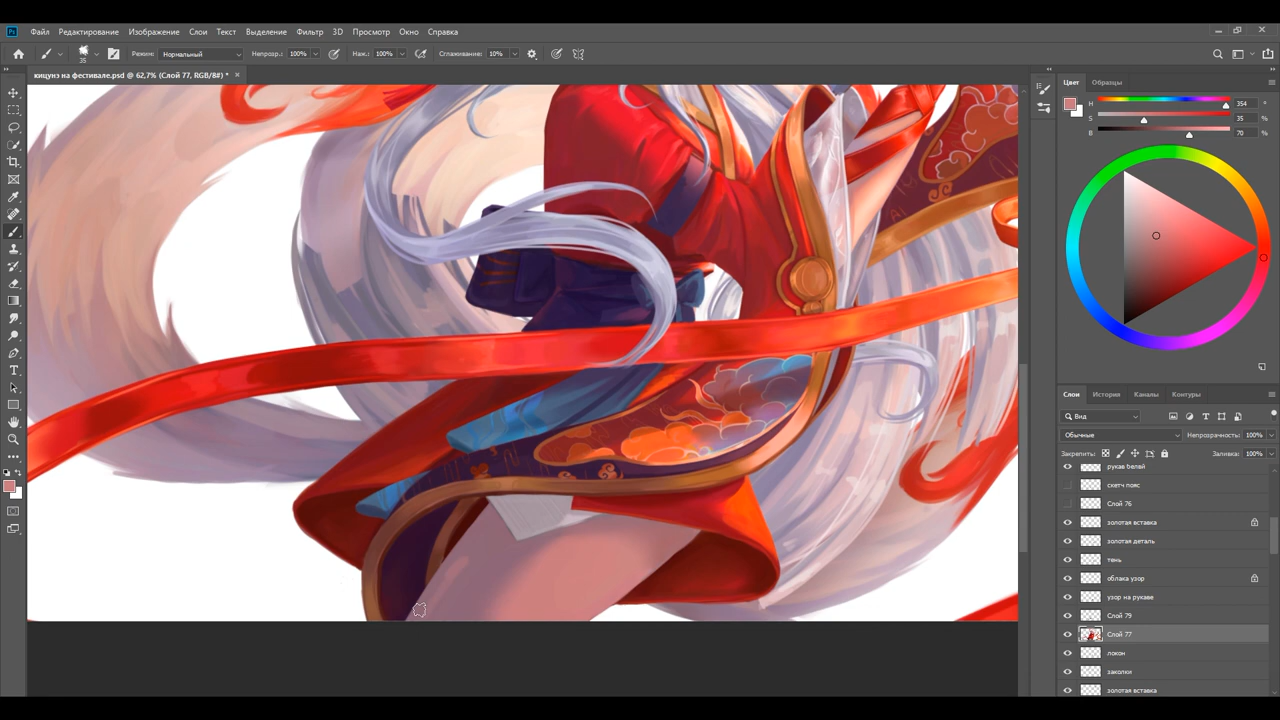 Ps Файл Редактирование Изображение Слои Текст Выделение Фильтр 3D Просмотр Окно Справка
35 Режим: Нормальный Непрозр.: 100% Наж.: 100% Сглаживание: 10%
кицунэ на фестивале.psd @ 62,7% (Слой 77, RGB/8#) * ×
Цвет Образцы
H 354 °
S 35 %
B 70 %
Слои История Каналы Контуры
Вид
Обычные Непрозрачность: 100%
Закрепить: Заливка: 100%
рукав белый
скетч пояс
Слой 76
золотая вставка
золотая деталь
тень
облака узор
узор на рукаве
Слой 79
Слой 77
локон
заколки
золотая вставка